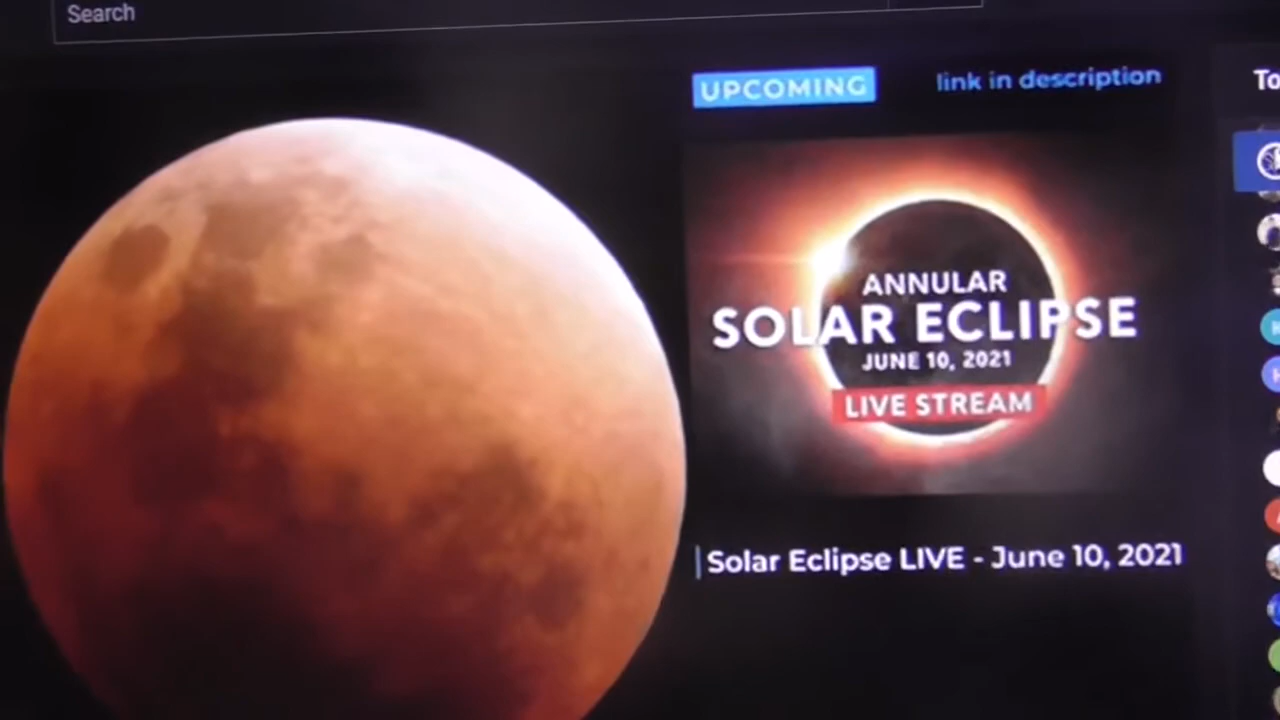 Search
UPCOMING
link in description
To
ANNULAR
SOLAR ECLIPSE
JUNE 10, 2021
LIVE STREAM
Solar Eclipse LIVE - June 10, 2021